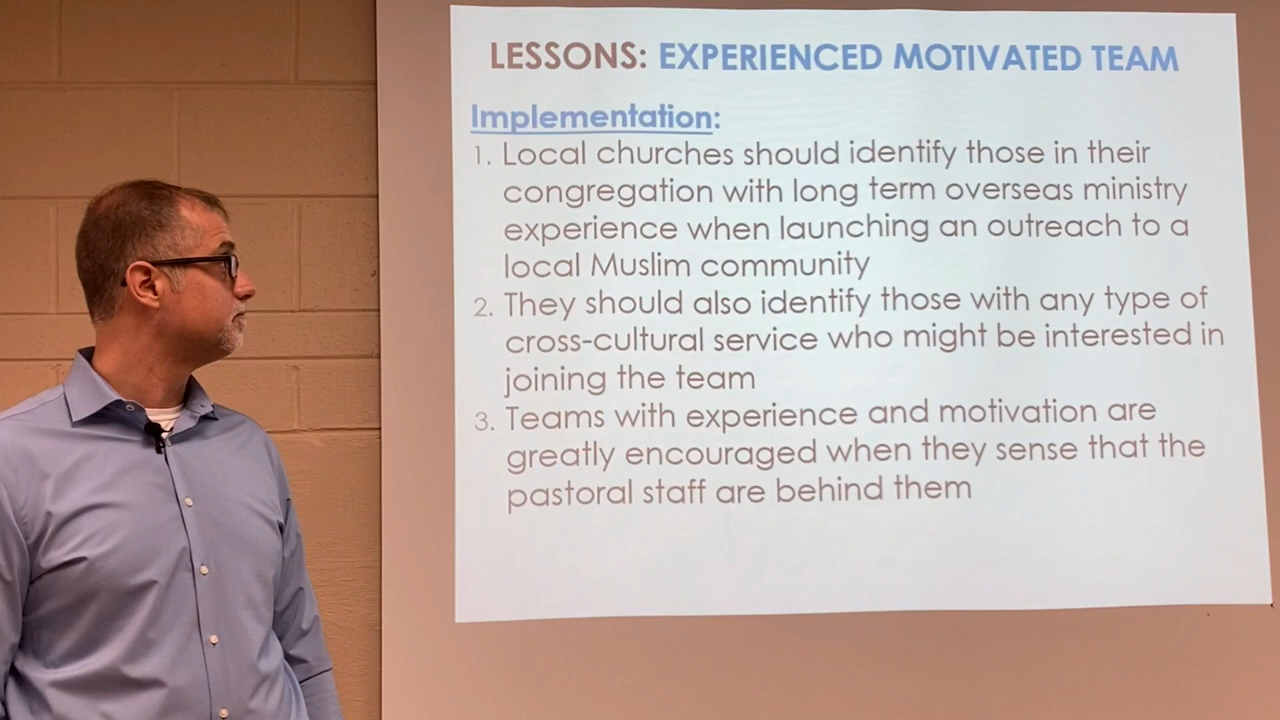 LESSONS: EXPERIENCED MOTIVATED TEAM
Implementation:
1. Local churches should identify those in their
congregation with long term overseas ministry
experience when launching an outreach to a
local Muslim community
2. They should also identify those with any type of
cross-cultural service who might be interested in
joining the team
3. Teams with experience and motivation are
greatly encouraged when they sense that the
pastoral staff are behind them